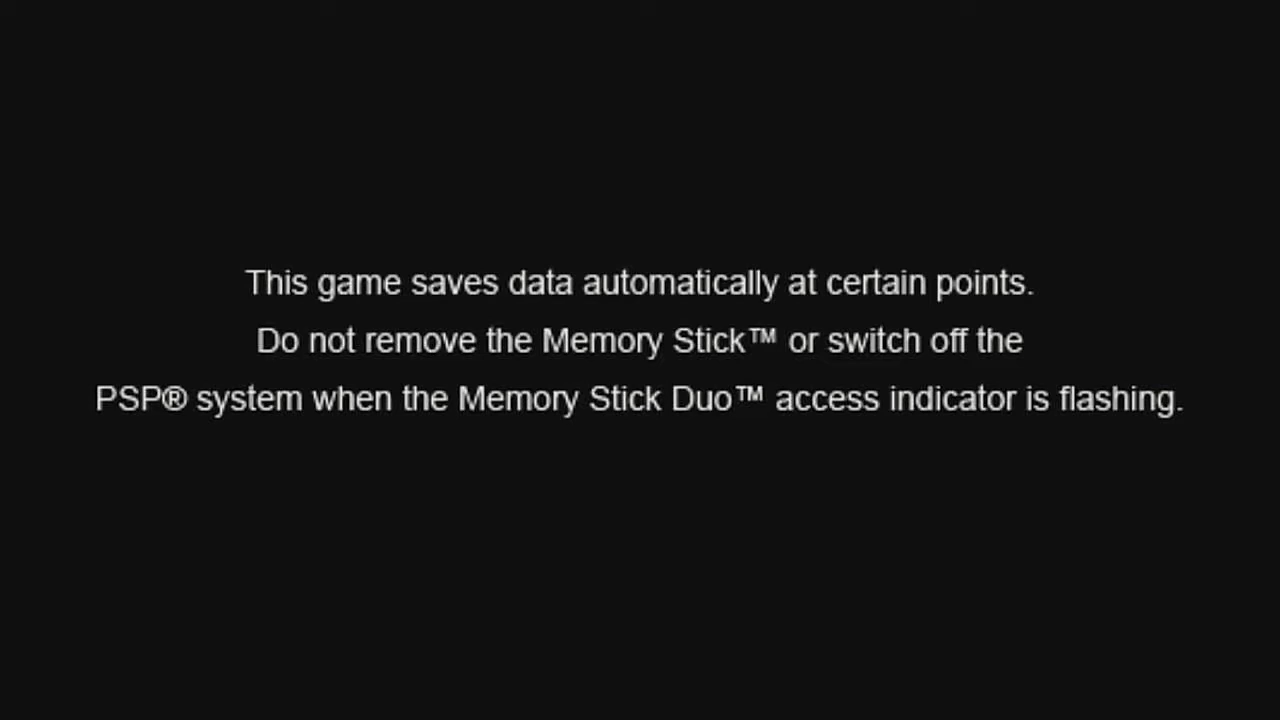 This game saves data automatically at certain points.
Do not remove the Memory Stick™ or switch off the
PSP® system when the Memory Stick Duo™ access indicator is flashing.